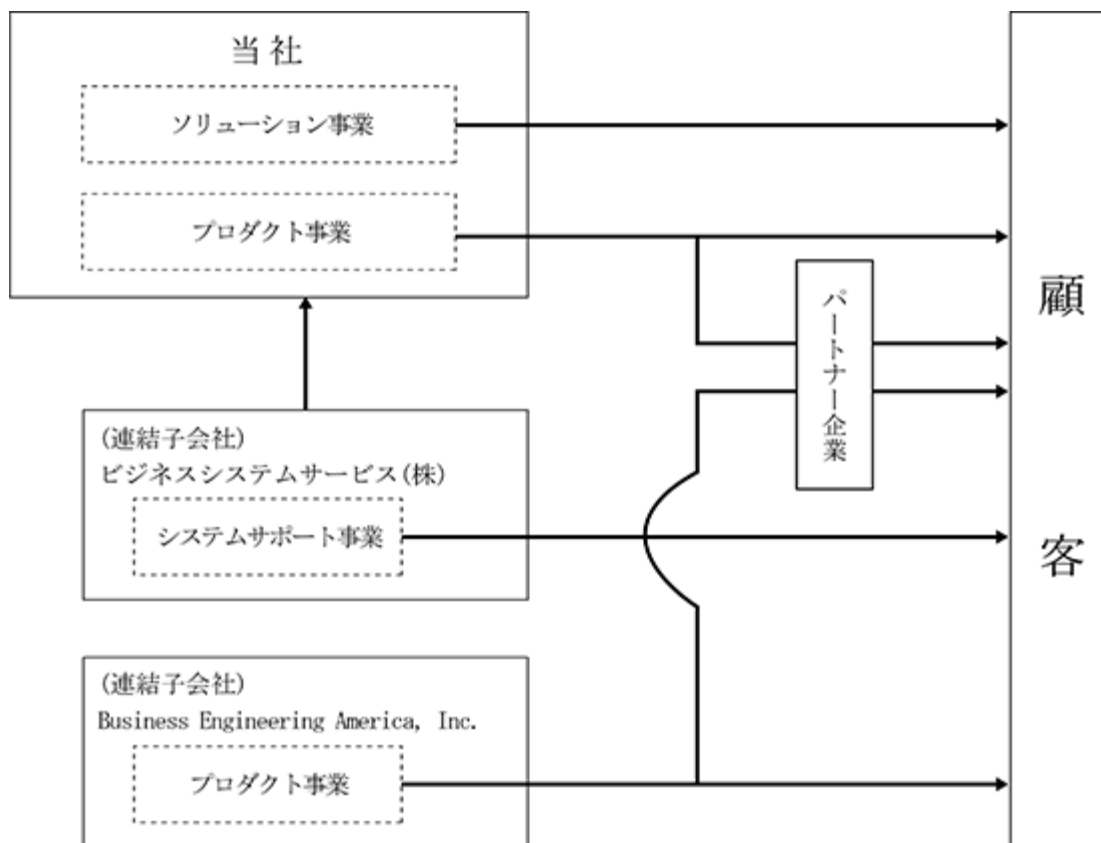 当社
ソリューション事業
プロダクト事業
パートナー企業
顧客
(連結子会社)
ビジネスシステムサービス(株)
システムサポート事業
(連結子会社)
Business Engineering America, Inc.
プロダクト事業